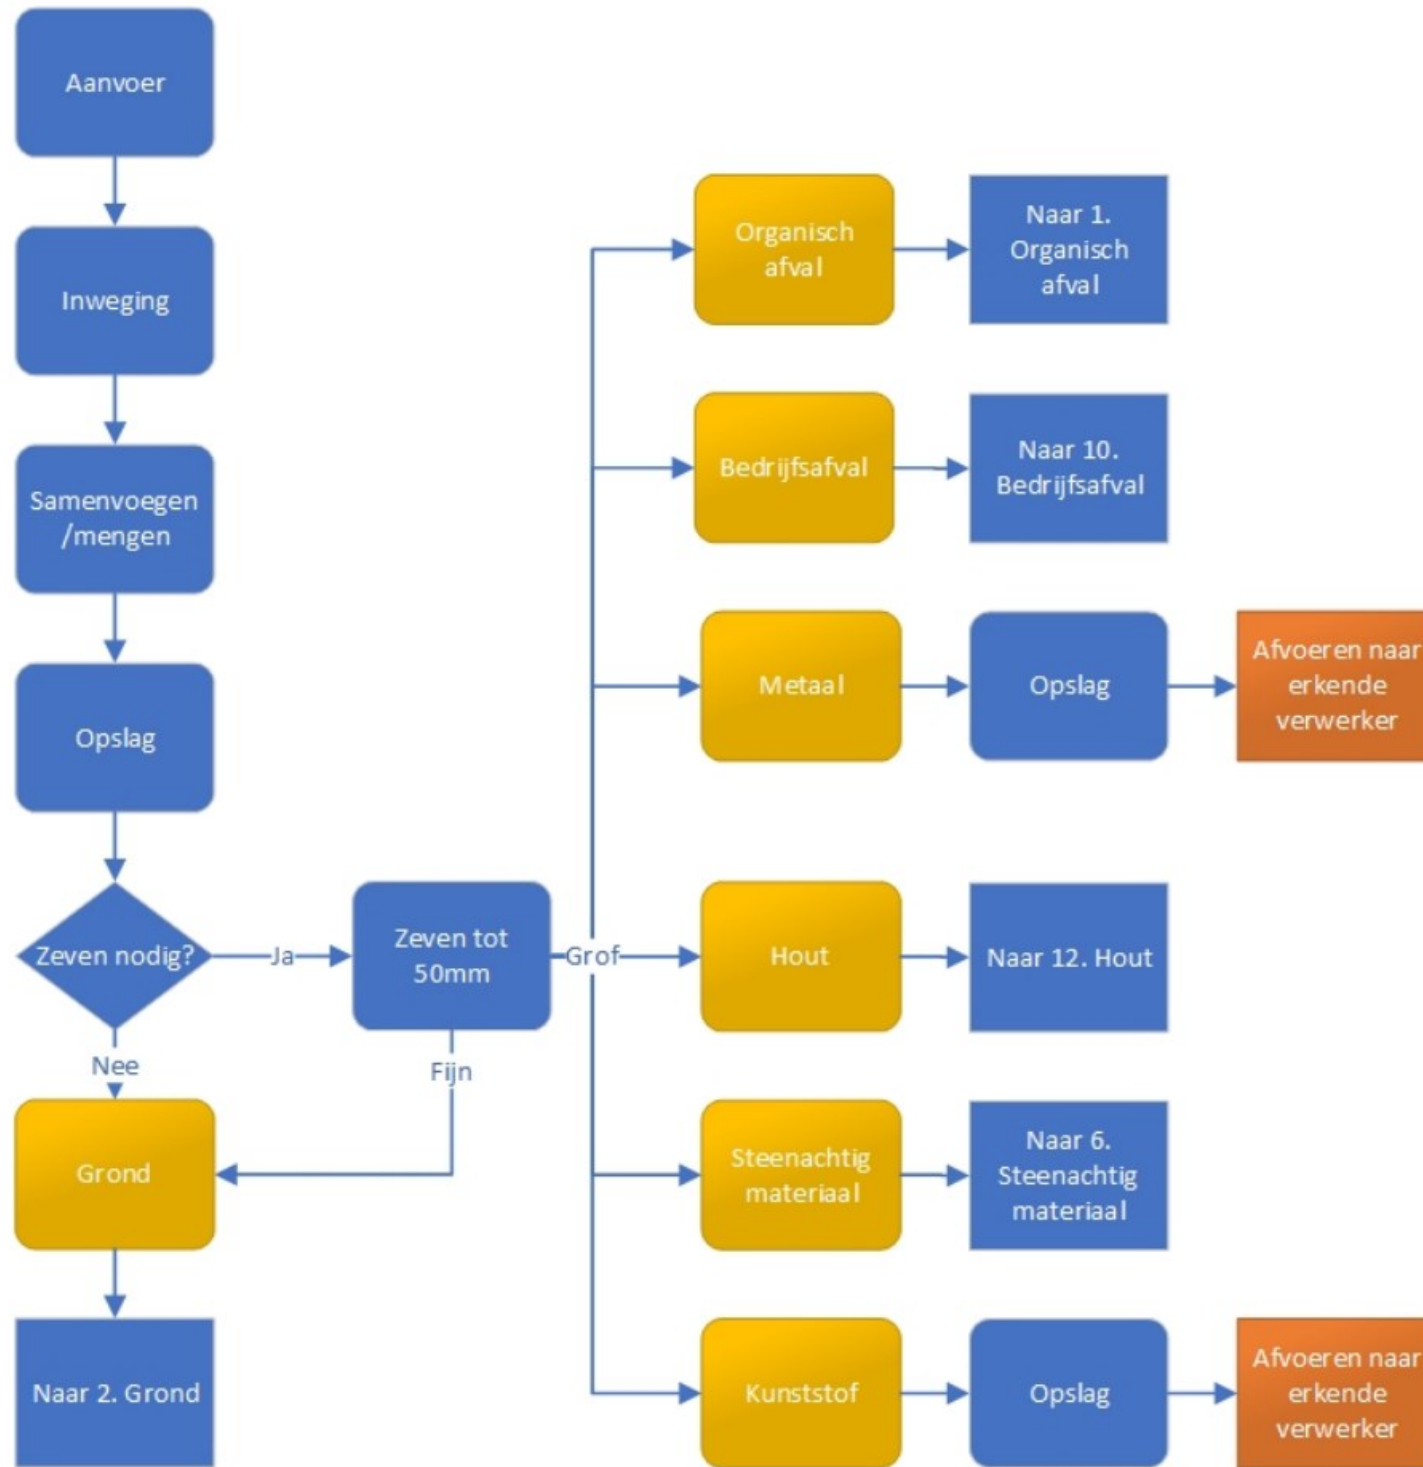 Aanvoer
Inweging
Samenvoegen
/mengen
Opslag
Zeven nodig?
Ja
Nee
Zeven tot
50mm
Grof
Fijn
Grond
Naar 2. Grond
Organisch
afval
Naar 1.
Organisch
afval
Bedrijfsafval
Naar 10.
Bedrijfsafval
Metaal
Opslag
Afvoeren naar
erkende
verwerker
Hout
Naar 12. Hout
Steenachtig
materiaal
Naar 6.
Steenachtig
materiaal
Kunststof
Opslag
Afvoeren naar
erkende
verwerker